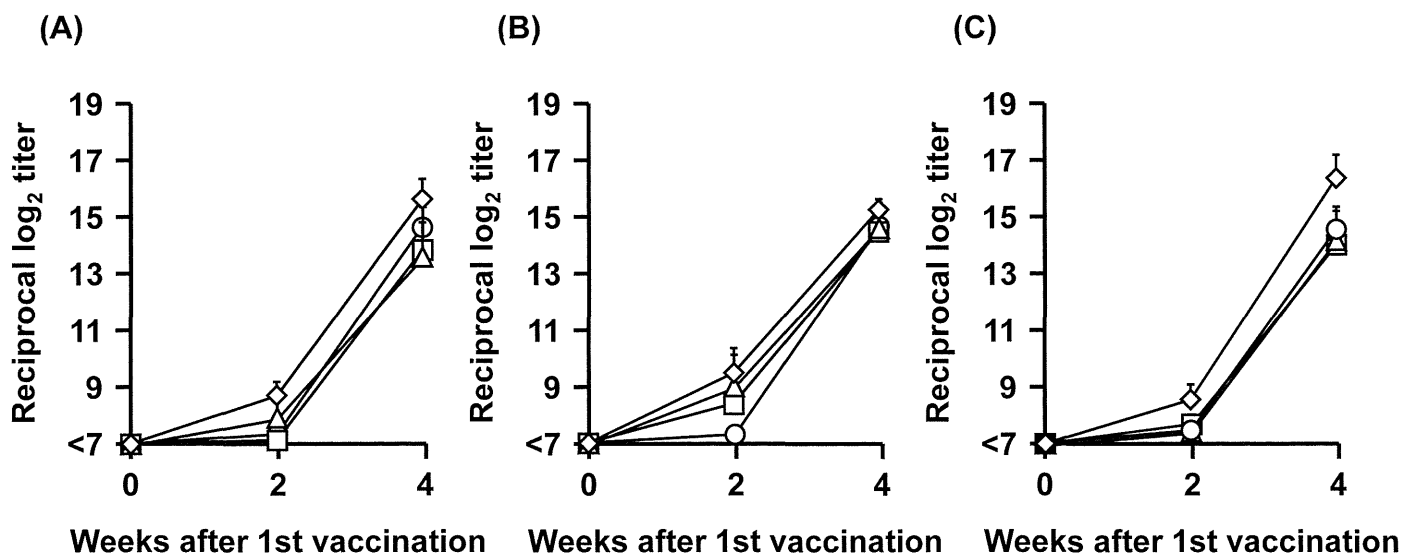 (A)
Reciprocal log2 titer
19
17
15
13
11
9
<7
0 2 4
Weeks after 1st vaccination
(B)
Reciprocal log2 titer
19
17
15
13
11
9
<7
0 2 4
Weeks after 1st vaccination
(C)
Reciprocal log2 titer
19
17
15
13
11
9
<7
0 2 4
Weeks after 1st vaccination